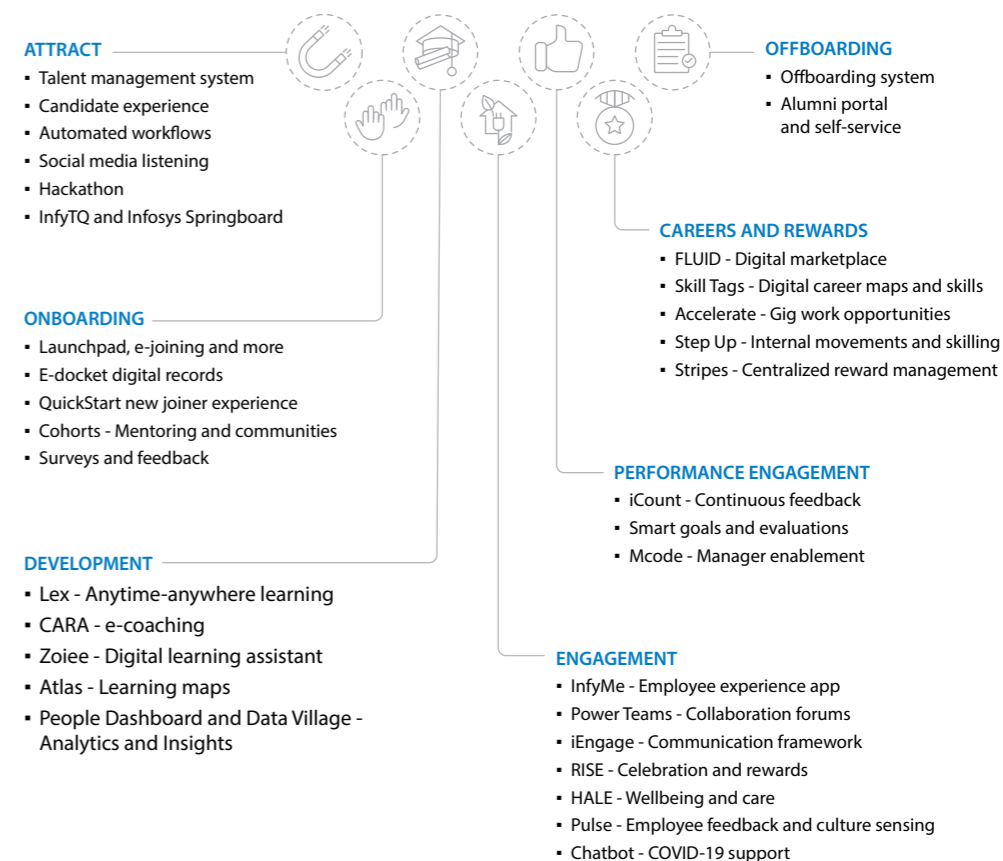 ATTRACT
▪ Talent management system
▪ Candidate experience
▪ Automated workflows
▪ Social media listening
▪ Hackathon
▪ InfyTQ and Infosys Springboard
ONBOARDING
▪ Launchpad, e-joining and more
▪ E-docket digital records
▪ QuickStart new joiner experience
▪ Cohorts - Mentoring and communities
▪ Surveys and feedback
DEVELOPMENT
▪ Lex - Anytime-anywhere learning
▪ CARA - e-coaching
▪ Zoiee - Digital learning assistant
▪ Atlas - Learning maps
▪ People Dashboard and Data Village -
Analytics and Insights
OFFBOARDING
▪ Offboarding system
▪ Alumni portal
and self-service
CAREERS AND REWARDS
▪ FLUID - Digital marketplace
▪ Skill Tags - Digital career maps and skills
▪ Accelerate - Gig work opportunities
▪ Step Up - Internal movements and skilling
▪ Stripes - Centralized reward management
PERFORMANCE ENGAGEMENT
▪ iCount - Continuous feedback
▪ Smart goals and evaluations
▪ Mcode - Manager enablement
ENGAGEMENT
▪ InfyMe - Employee experience app
▪ Power Teams - Collaboration forums
▪ iEngage - Communication framework
▪ RISE - Celebration and rewards
▪ HALE - Wellbeing and care
▪ Pulse - Employee feedback and culture sensing
▪ Chatbot - COVID-19 support